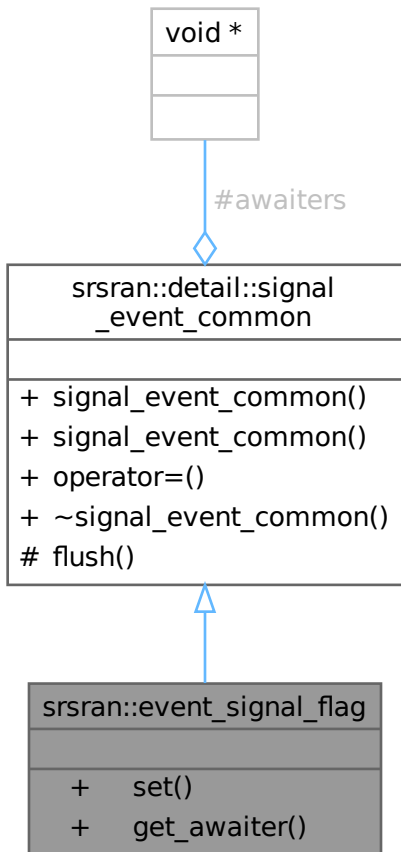 void *
#awaiters
srsran::detail::signal
_event_common
+ signal_event_common()
+ signal_event_common()
+ operator=()
+ ~signal_event_common()
# flush()
srsran::event_signal_flag
+ set()
+ get_awaiter()